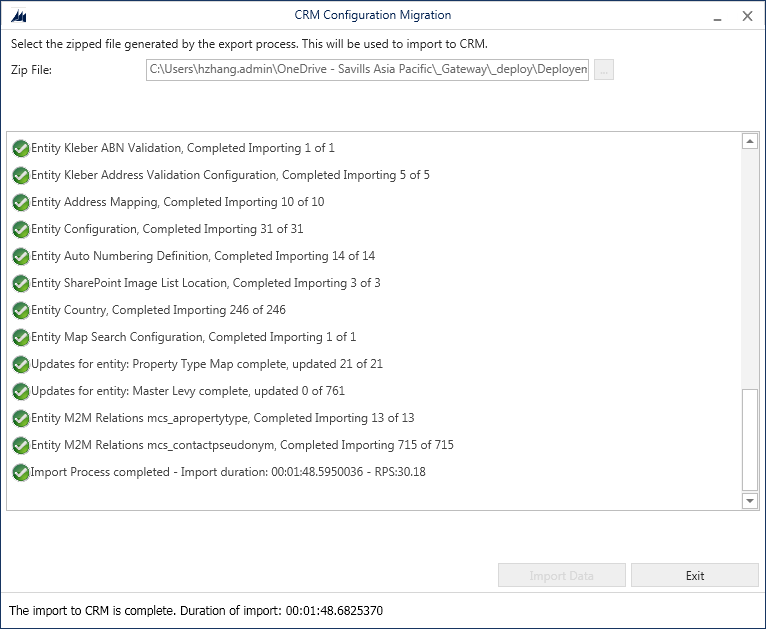 CRM Configuration Migration
Select the zipped file generated by the export process. This will be used to import to CRM.
Zip File:
C:\Users\hzhang.admin\OneDrive - Savills Asia Pacific\_Gateway\_deploy\Deploymen
...
Entity Kleber ABN Validation, Completed Importing 1 of 1
Entity Kleber Address Validation Configuration, Completed Importing 5 of 5
Entity Address Mapping, Completed Importing 10 of 10
Entity Configuration, Completed Importing 31 of 31
Entity Auto Numbering Definition, Completed Importing 14 of 14
Entity SharePoint Image List Location, Completed Importing 3 of 3
Entity Country, Completed Importing 246 of 246
Entity Map Search Configuration, Completed Importing 1 of 1
Updates for entity: Property Type Map complete, updated 21 of 21
Updates for entity: Master Levy complete, updated 0 of 761
Entity M2M Relations mcs_apropertytype, Completed Importing 13 of 13
Entity M2M Relations mcs_contactpseudonym, Completed Importing 715 of 715
Import Process completed - Import duration: 00:01:48.5950036 - RPS:30.18
Import Data
Exit
The import to CRM is complete. Duration of import: 00:01:48.6825370